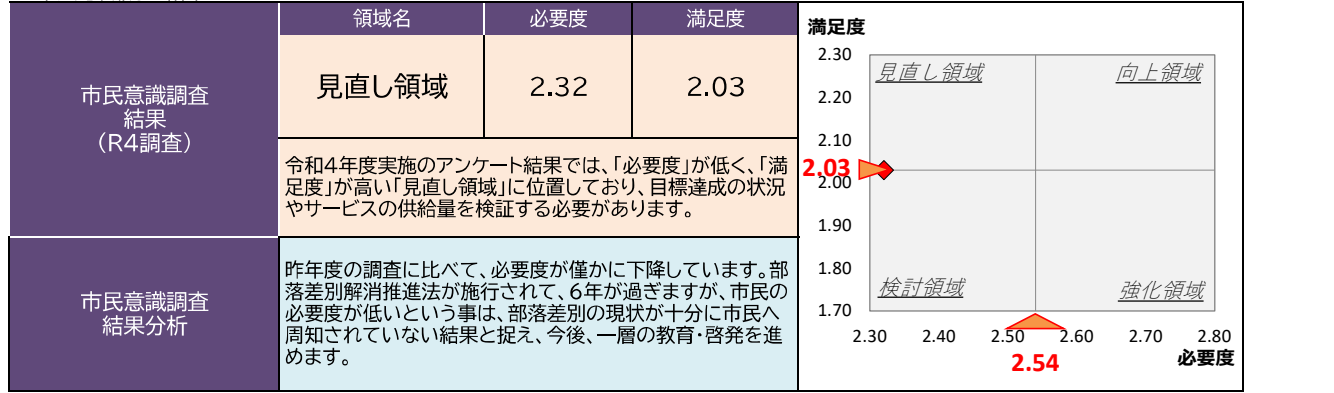 領域名
必要度
満足度
市民意識調査
結果
(R4調査)
見直し領域
2.32
2.03
令和4年度実施のアンケート結果では、「必要度」が低く、「満
足度」が高い「見直し領域」に位置しており、目標達成の状況
やサービスの供給量を検証する必要があります。
市民意識調査
結果分析
昨年度の調査に比べて、必要度が僅かに下降しています。部
落差別解消推進法が施行されて、6年が過ぎますが、市民の
必要度が低いという事は、部落差別の現状が十分に市民へ
周知されていない結果と捉え、今後、一層の教育・啓発を進
めます。
満足度
2.30
2.20
2.10
2.03
2.00
1.90
1.80
1.70
見直し領域
向上領域
検討領域
強化領域
2.30
2.40
2.50
2.60
2.70
2.80
2.54
必要度